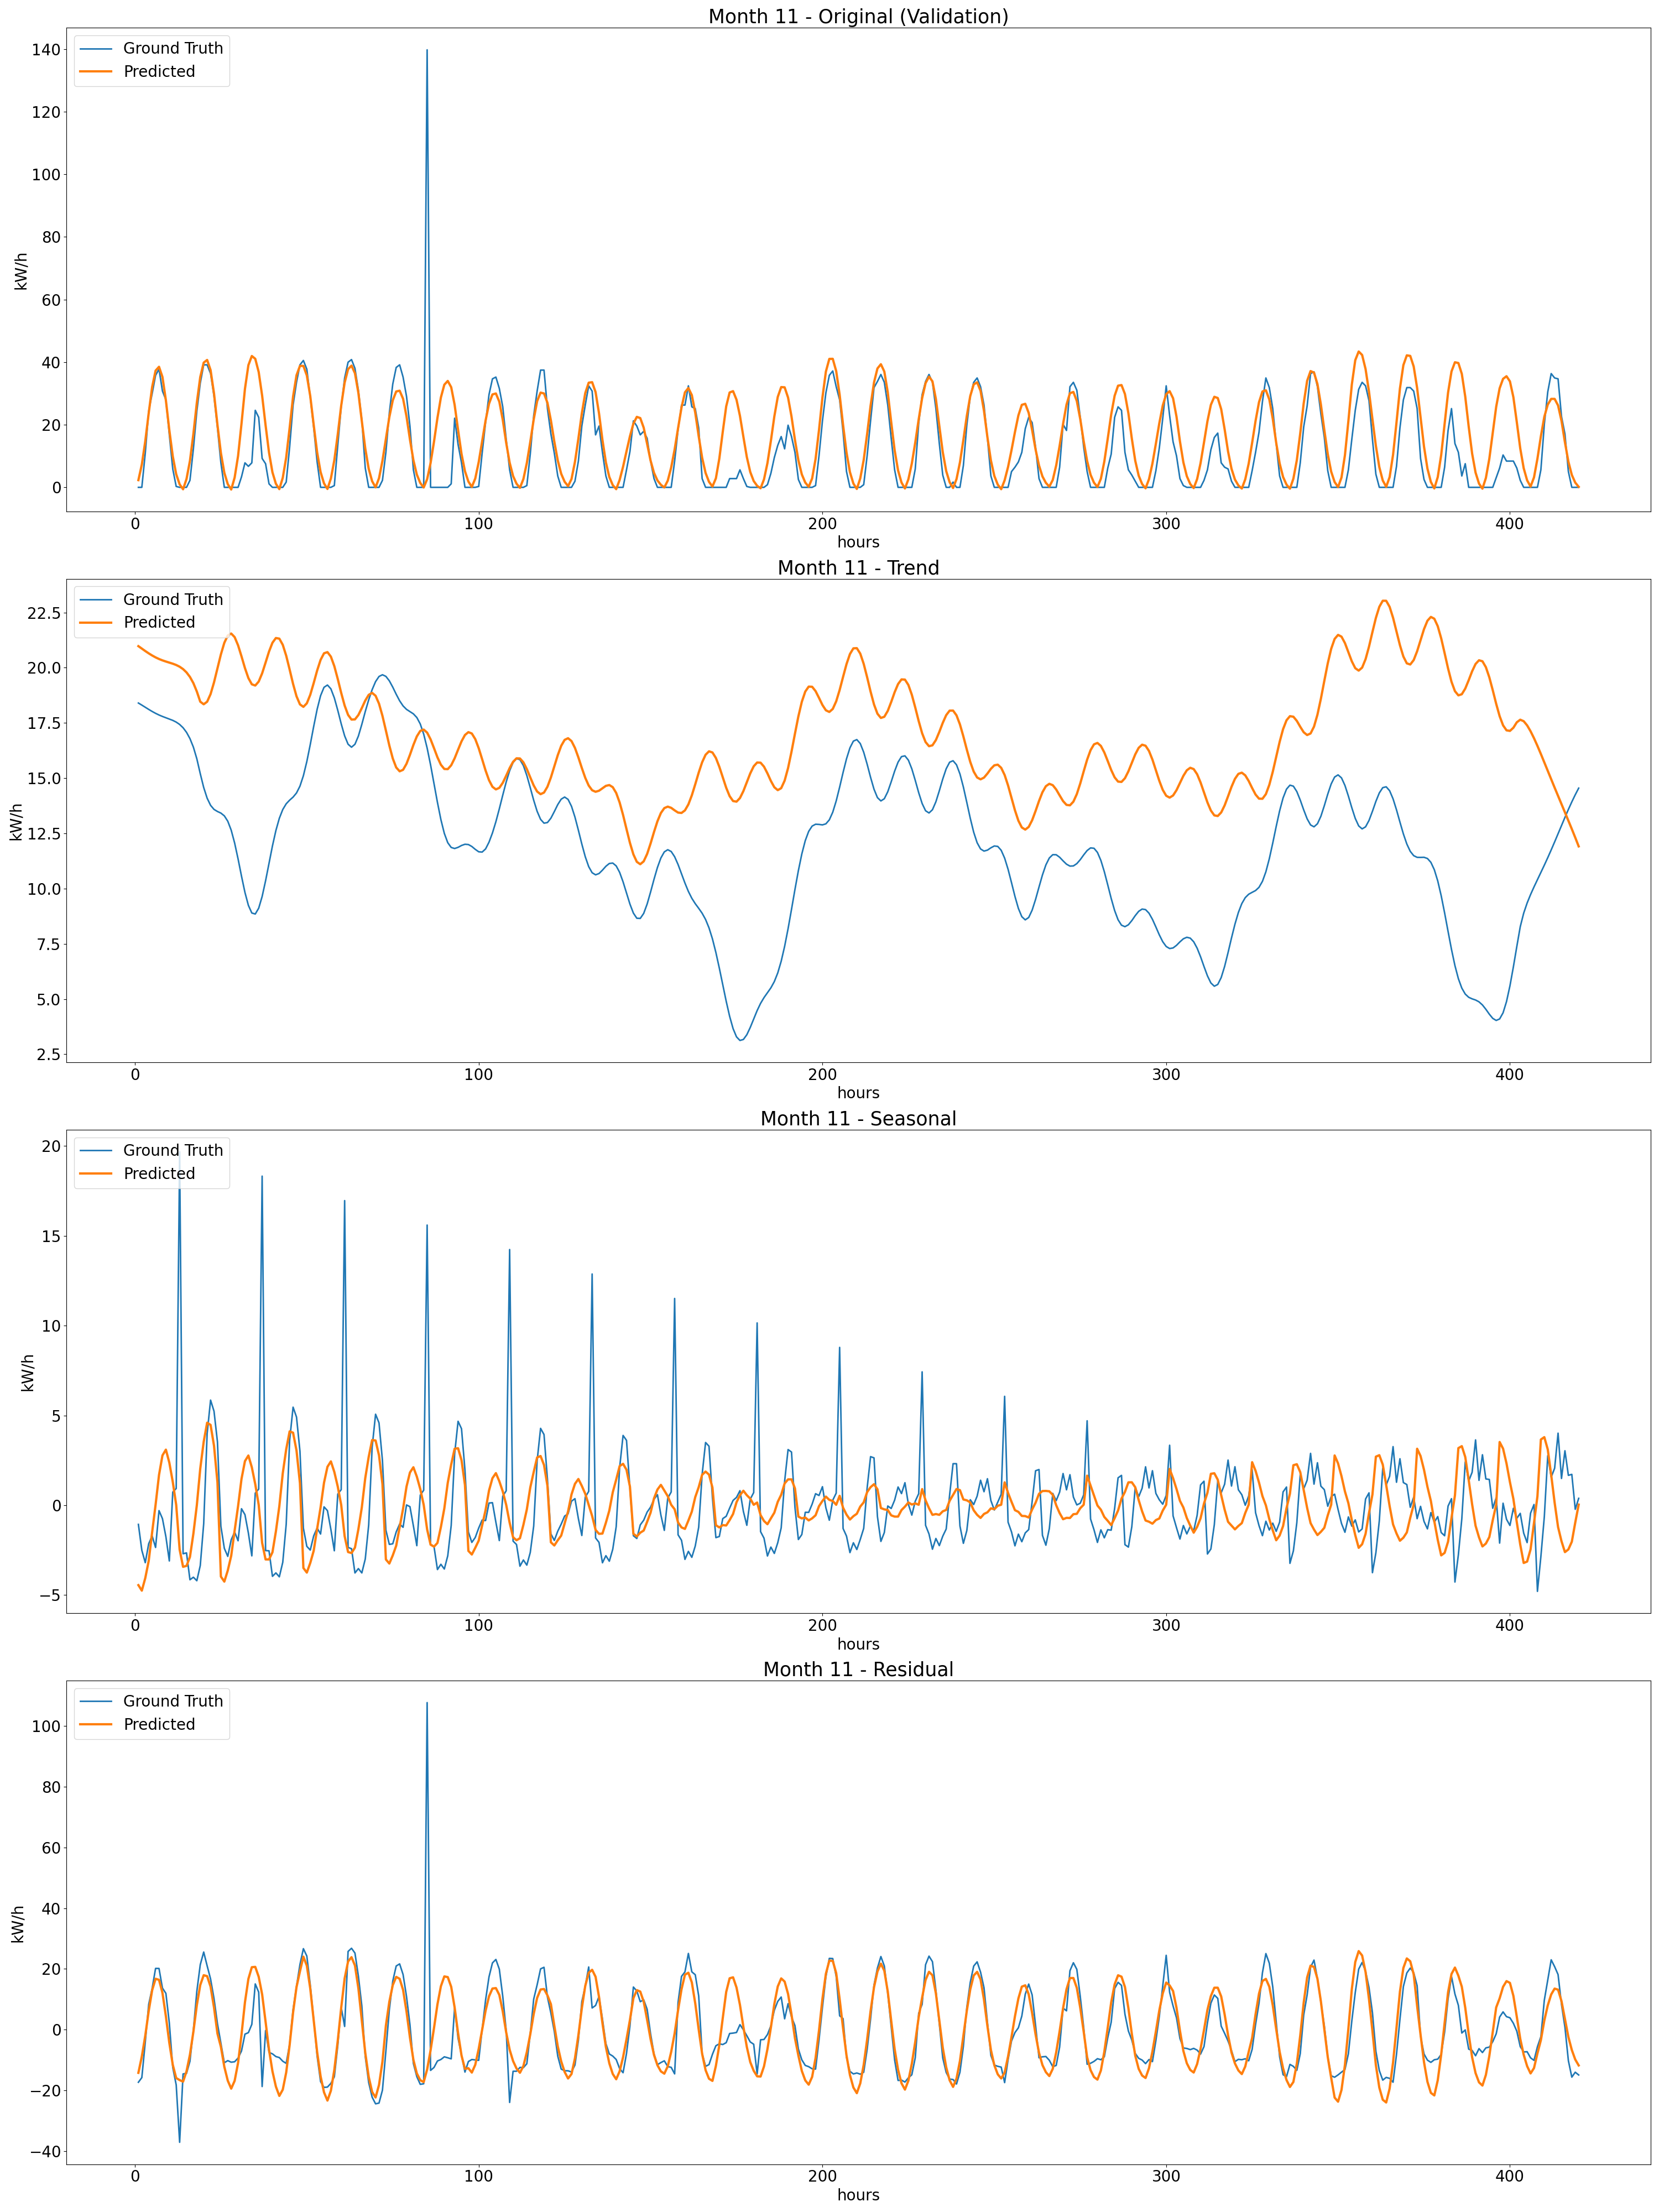 Month 11 - Original (Validation)
Ground Truth
Predicted
140
120
100
80
60
40
20
0
kW/h
0 100 200 300 400
hours
Month 11 - Trend
Ground Truth
Predicted
22.5
20.0
17.5
15.0
12.5
10.0
7.5
5.0
2.5
kW/h
0 100 200 300 400
hours
Month 11 - Seasonal
Ground Truth
Predicted
20
15
10
5
0
−5
kW/h
0 100 200 300 400
hours
Month 11 - Residual
Ground Truth
Predicted
100
80
60
40
20
0
−20
−40
kW/h
0 100 200 300 400
hours